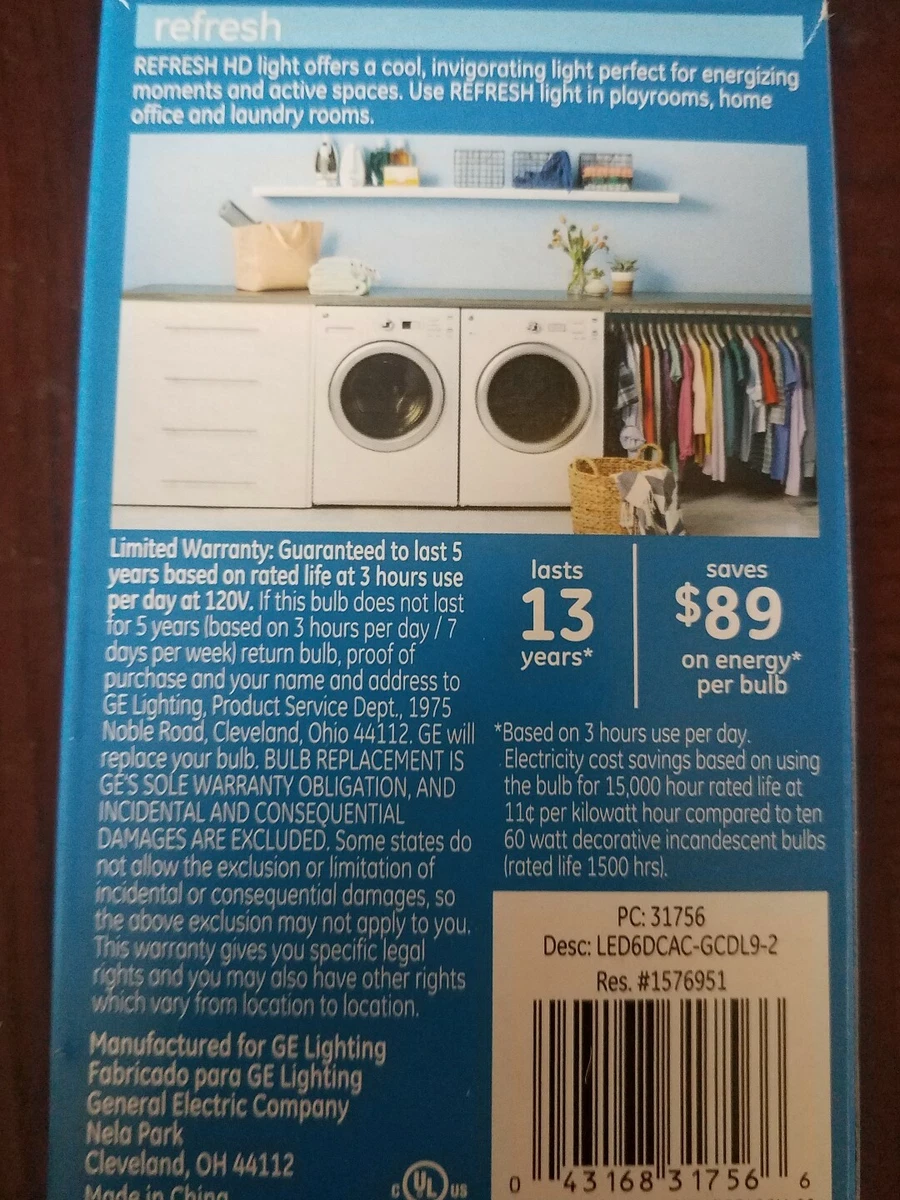 refresh
REFRESH HD light offers a cool, invigorating light perfect for energizing
moments and active spaces. Use REFRESH light in playrooms, home
office and laundry rooms.
Limited Warranty: Guaranteed to last 5
years based on rated life at 3 hours use
per day at 120V. If this bulb does not last
for 5 years (based on 3 hours per day / 7
days per week) return bulb, proof of
purchase and your name and address to
GE Lighting, Product Service Dept., 1975
Noble Road, Cleveland, Ohio 44112. GE will
replace your bulb. BULB REPLACEMENT IS
GE'S SOLE WARRANTY OBLIGATION, AND
INCIDENTAL AND CONSEQUENTIAL
DAMAGES ARE EXCLUDED. Some states do
not allow the exclusion or limitation of
incidental or consequential damages, so
the above exclusion may not apply to you.
This warranty gives you specific legal
rights and you may also have other rights
which vary from location to location.
Manufactured for GE Lighting
Fabricado para GE Lighting
General Electric Company
Nela Park
Cleveland, OH 44112
Made in China
c UL us
lasts
13
years*
saves
$89
on energy*
per bulb
*Based on 3 hours use per day.
Electricity cost savings based on using
the bulb for 15,000 hour rated life at
11¢ per kilowatt hour compared to ten
60 watt decorative incandescent bulbs
(rated life 1500 hrs).
PC: 31756
Desc: LED6DCAC-GCDL9-2
Res. #1576951
0 43168 31756 6